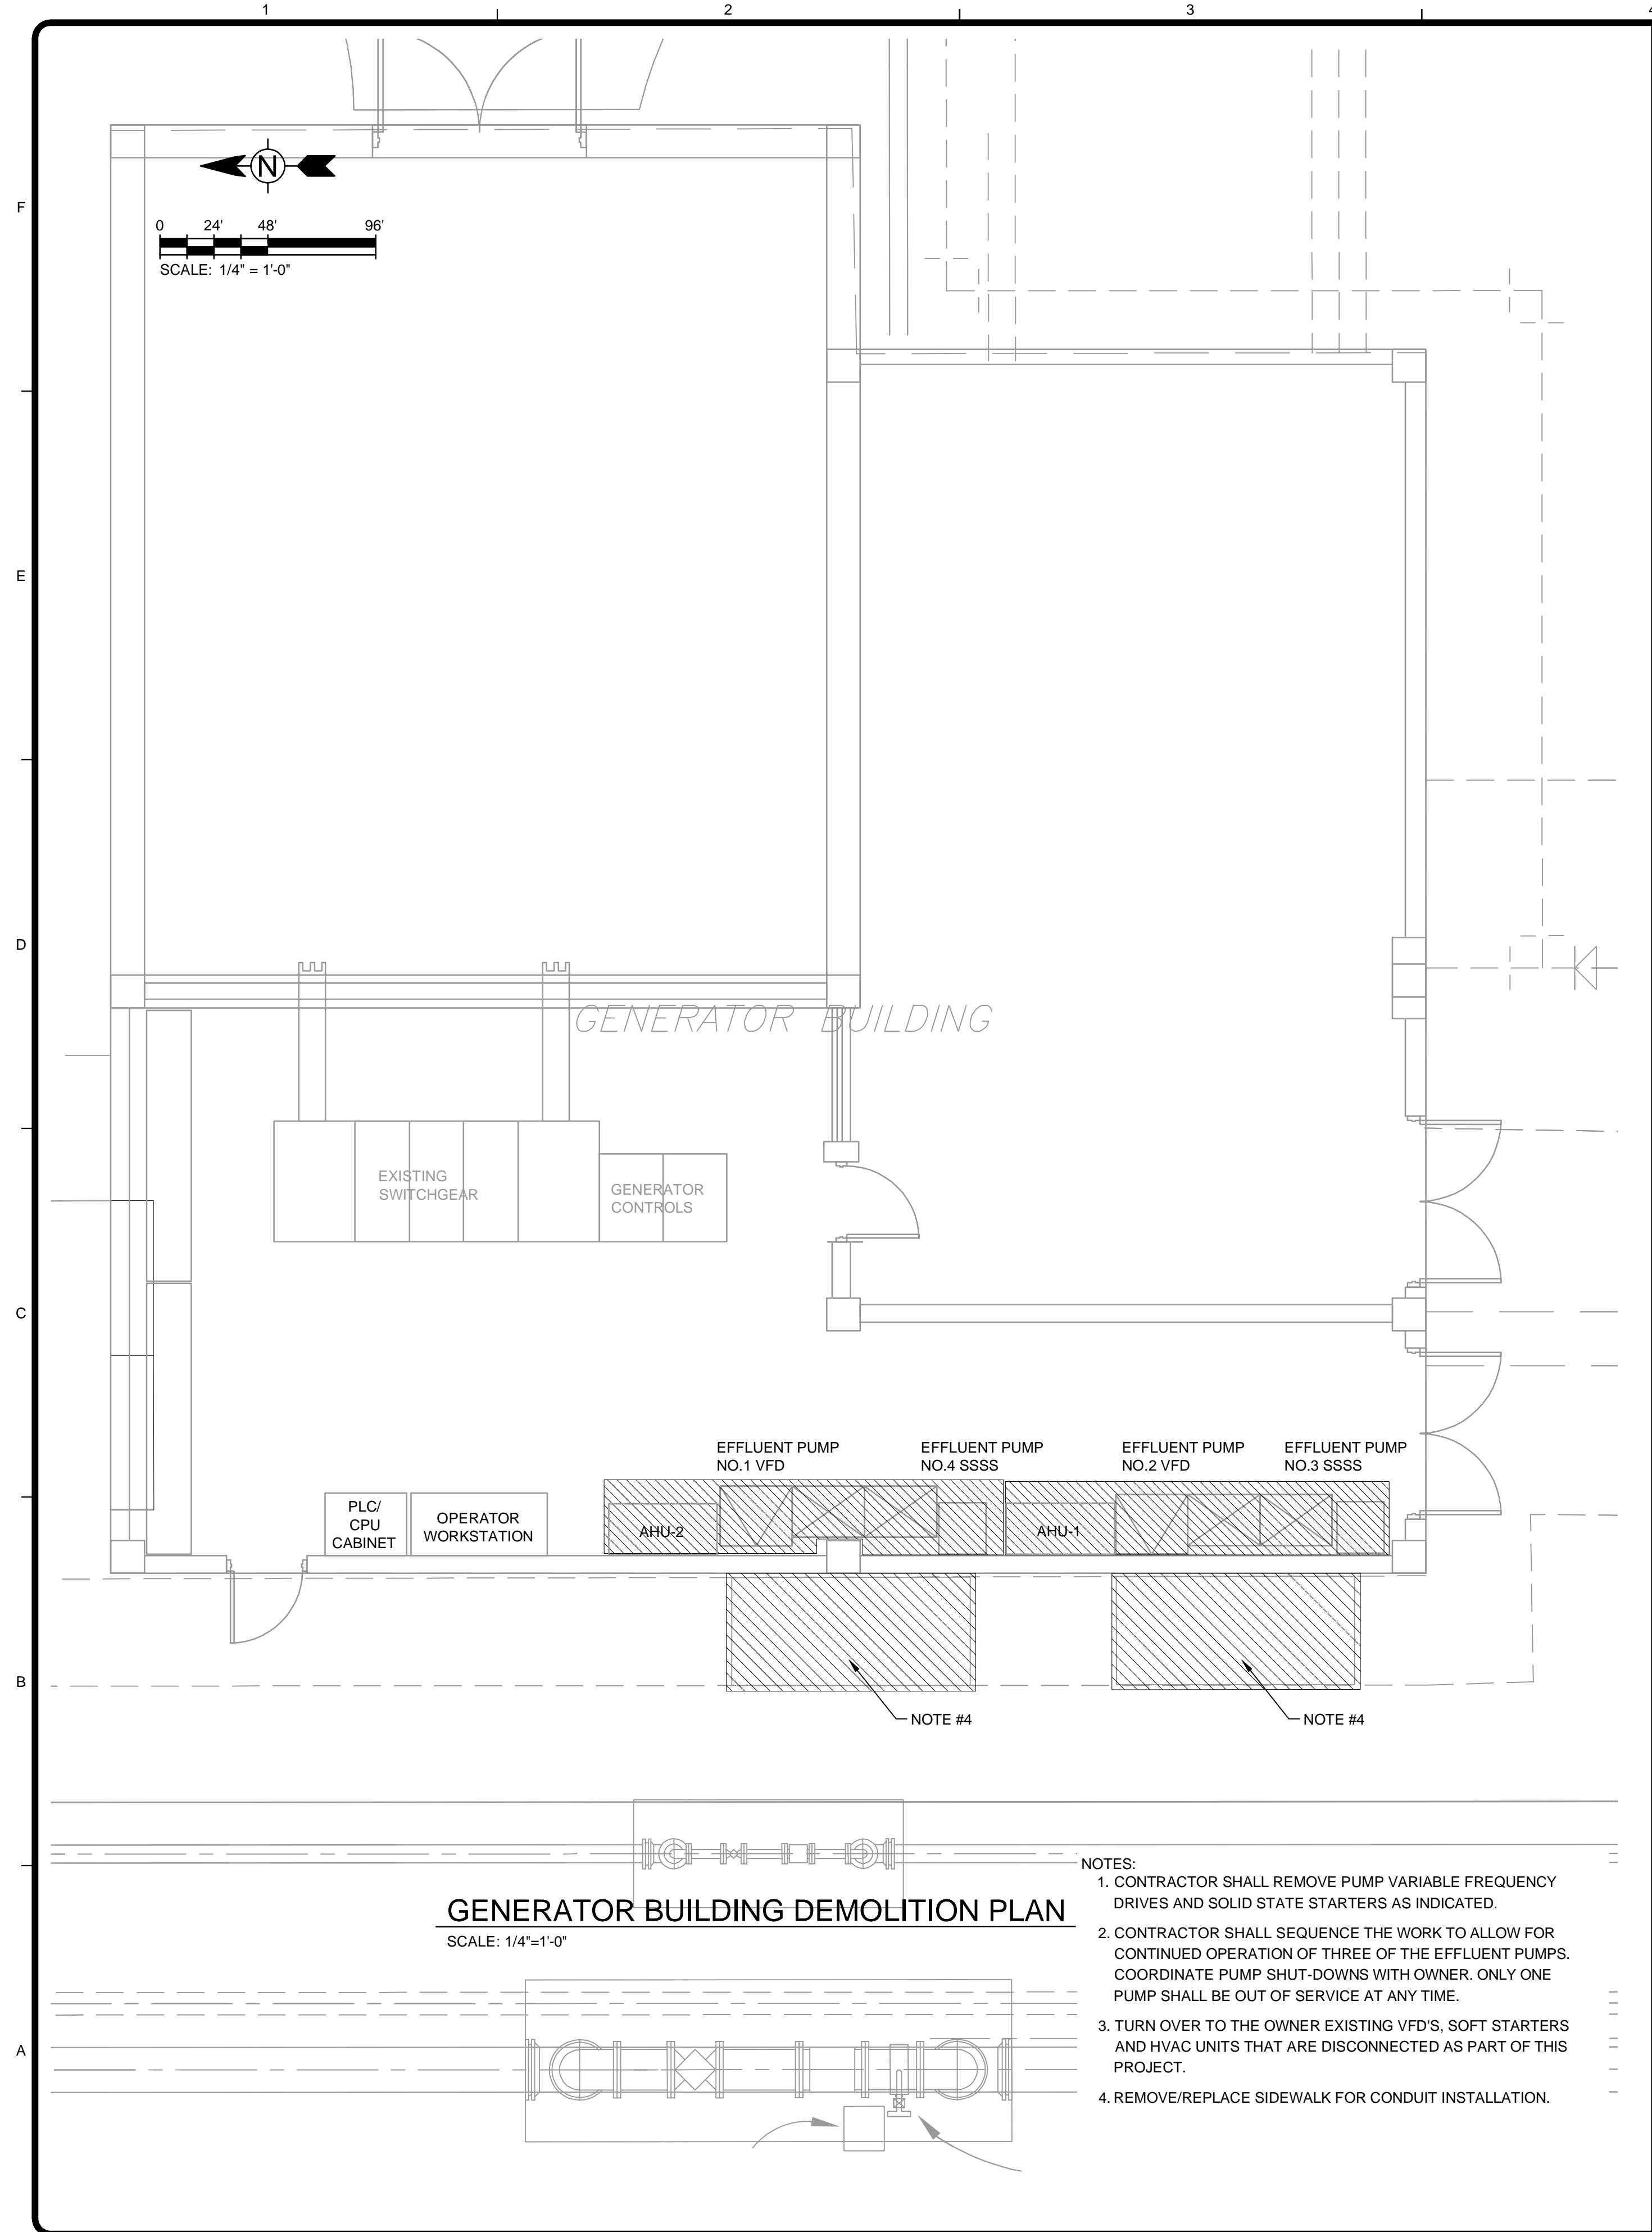 1 2 3 4
F
N
0 24' 48' 96'
SCALE: 1/4" = 1'-0"
E
D
GENERATOR BUILDING
EXISTING
SWITCHGEAR
GENERATOR
CONTROLS
C
EFFLUENT PUMP
NO.1 VFD
EFFLUENT PUMP
NO.4 SSSS
EFFLUENT PUMP
NO.2 VFD
EFFLUENT PUMP
NO.3 SSSS
PLC/
CPU
CABINET
OPERATOR
WORKSTATION
AHU-2
AHU-1
B
NOTE #4
NOTE #4
GENERATOR BUILDING DEMOLITION PLAN
SCALE: 1/4"=1'-0"
A
NOTES:
1. CONTRACTOR SHALL REMOVE PUMP VARIABLE FREQUENCY
DRIVES AND SOLID STATE STARTERS AS INDICATED.
2. CONTRACTOR SHALL SEQUENCE THE WORK TO ALLOW FOR
CONTINUED OPERATION OF THREE OF THE EFFLUENT PUMPS.
COORDINATE PUMP SHUT-DOWNS WITH OWNER. ONLY ONE
PUMP SHALL BE OUT OF SERVICE AT ANY TIME.
3. TURN OVER TO THE OWNER EXISTING VFD'S, SOFT STARTERS
AND HVAC UNITS THAT ARE DISCONNECTED AS PART OF THIS
PROJECT.
4. REMOVE/REPLACE SIDEWALK FOR CONDUIT INSTALLATION.